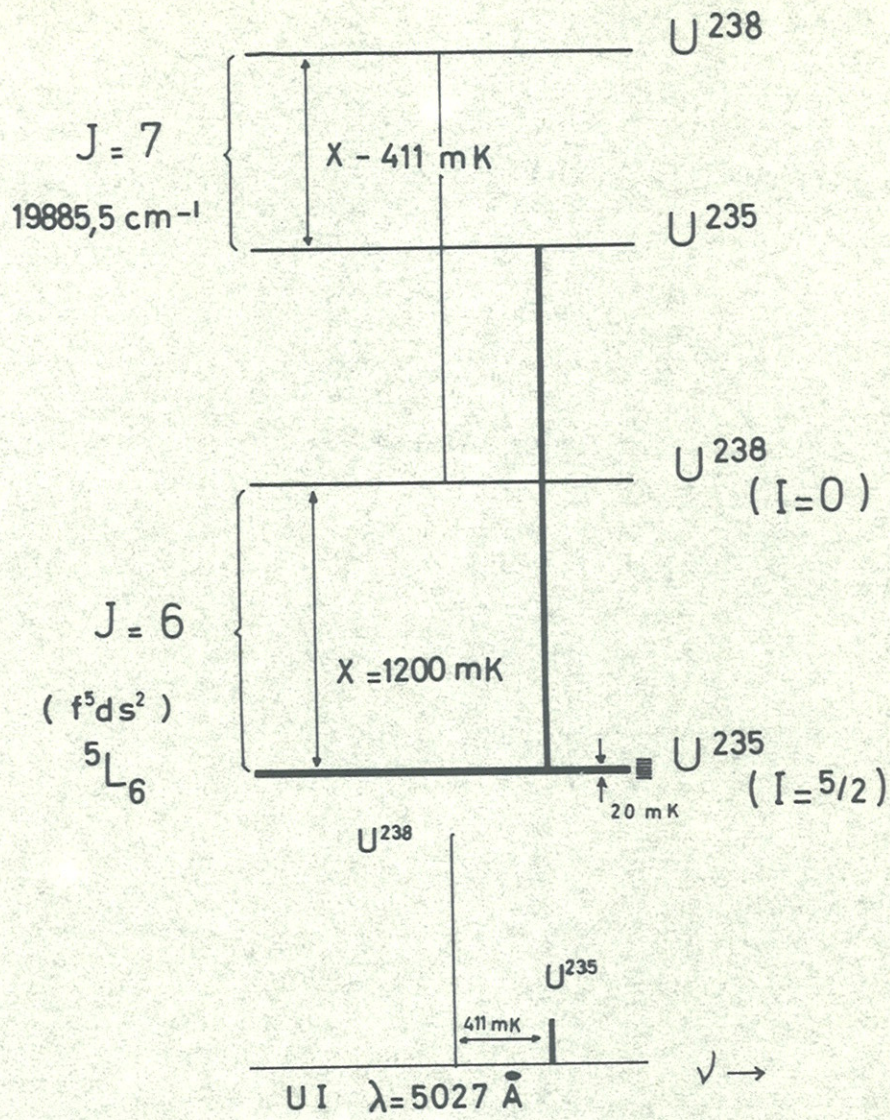 U²³⁸
J = 7
X - 411 mK
19885,5 cm⁻¹
U²³⁵
U²³⁸
(I=0)
J = 6
X = 1200 mK
(f⁵ds²)
⁵L₆
U²³⁵
(I=5/2)
20 mK
U²³⁸
U²³⁵
411 mK
ν →
U I λ=5027 Å